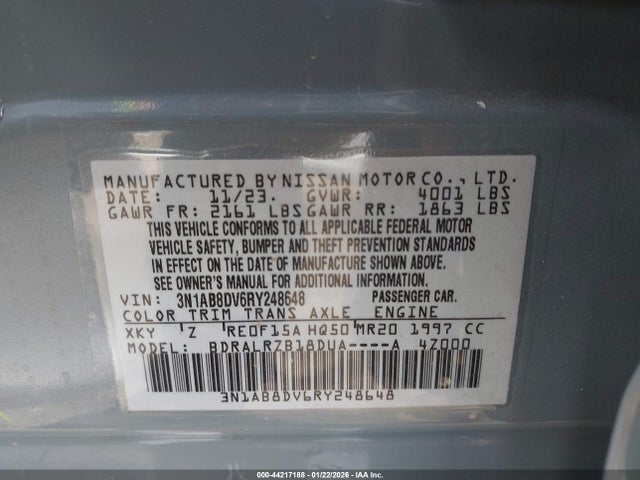 MANUFACTURED BY NISSAN MOTOR CO., LTD.
DATE: 11/23. GVWR: 4001 LBS
GAWR FR: 2161 LBS GAWR RR: 1863 LBS
THIS VEHICLE CONFORMS TO ALL APPLICABLE FEDERAL MOTOR
VEHICLE SAFETY, BUMPER AND THEFT PREVENTION STANDARDS
IN EFFECT ON THE DATE OF MANUFACTURE SHOWN ABOVE.
SEE OWNER'S MANUAL FOR ADDITIONAL INFORMATION.
VIN: 3N1AB8DV6RY248648 PASSENGER CAR.
COLOR TRIM TRANS AXLE ENGINE
XKY Z RE0F15A HQ50 MR20 1997 CC
MODEL: BDRALRZB18DUA----A 4Z000
3N1AB8DV6RY248648
000-44217188 - 01/22/2026 - IAA Inc.